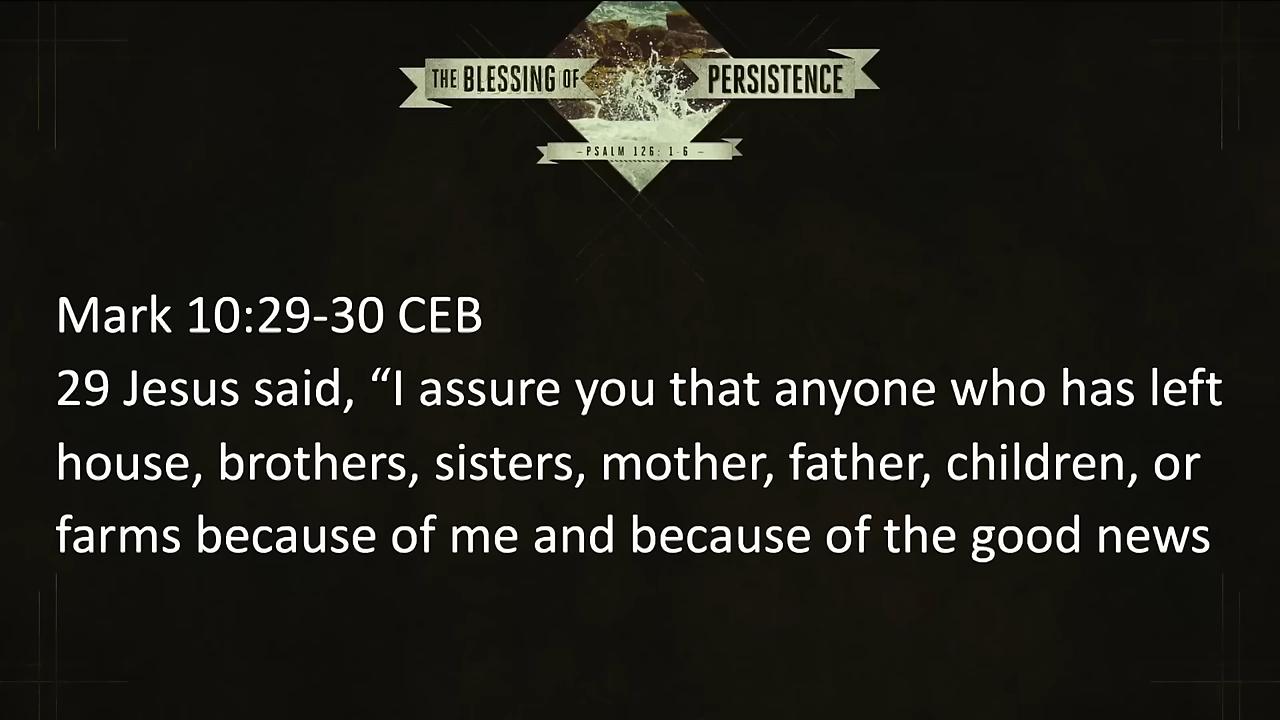 THE BLESSING OF PERSISTENCE
–PSALM 126: 1-6 –
Mark 10:29-30 CEB
29 Jesus said, “I assure you that anyone who has left
house, brothers, sisters, mother, father, children, or
farms because of me and because of the good news